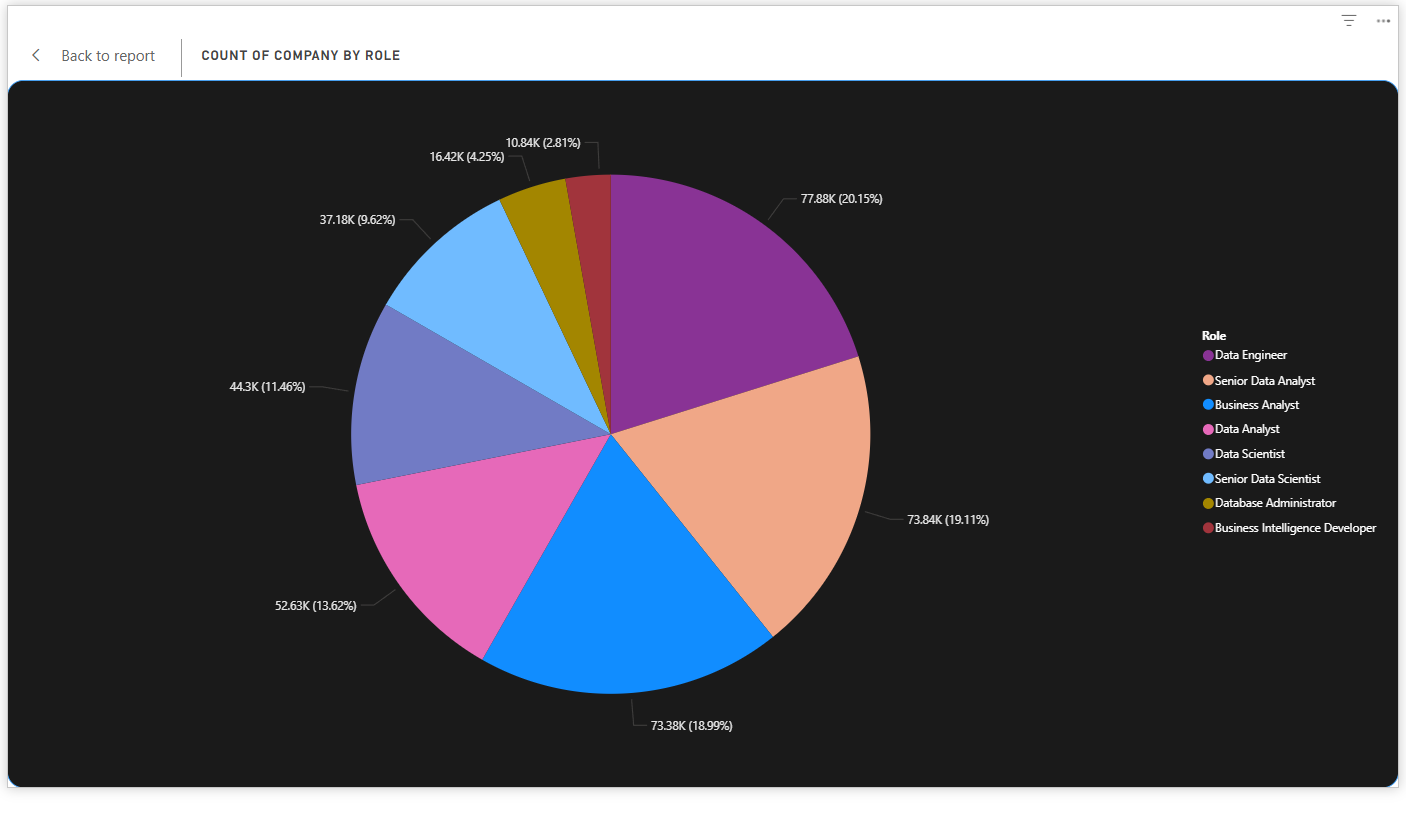 Back to report
COUNT OF COMPANY BY ROLE
10.84K (2.81%)
16.42K (4.25%)
77.88K (20.15%)
37.18K (9.62%)
44.3K (11.46%)
73.84K (19.11%)
52.63K (13.62%)
73.38K (18.99%)
Role
Data Engineer
Senior Data Analyst
Business Analyst
Data Analyst
Data Scientist
Senior Data Scientist
Database Administrator
Business Intelligence Developer